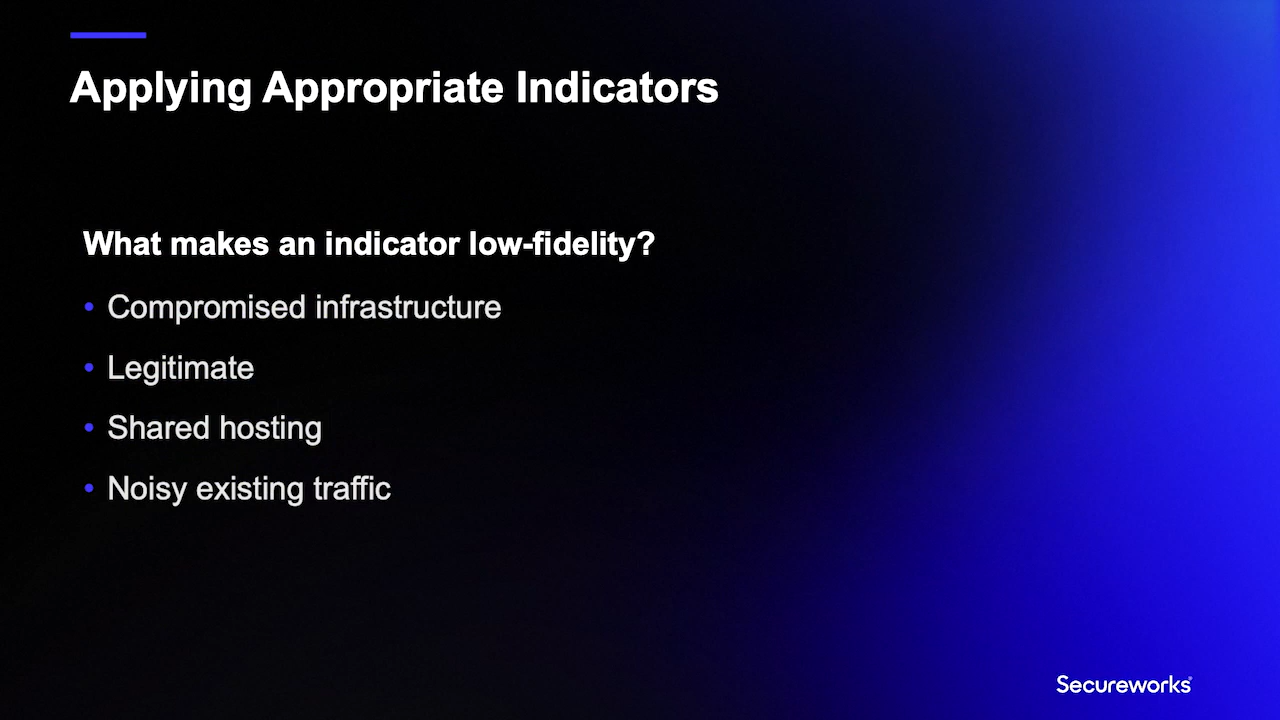 Applying Appropriate Indicators
What makes an indicator low-fidelity?
• Compromised infrastructure
• Legitimate
• Shared hosting
• Noisy existing traffic
Secureworks®